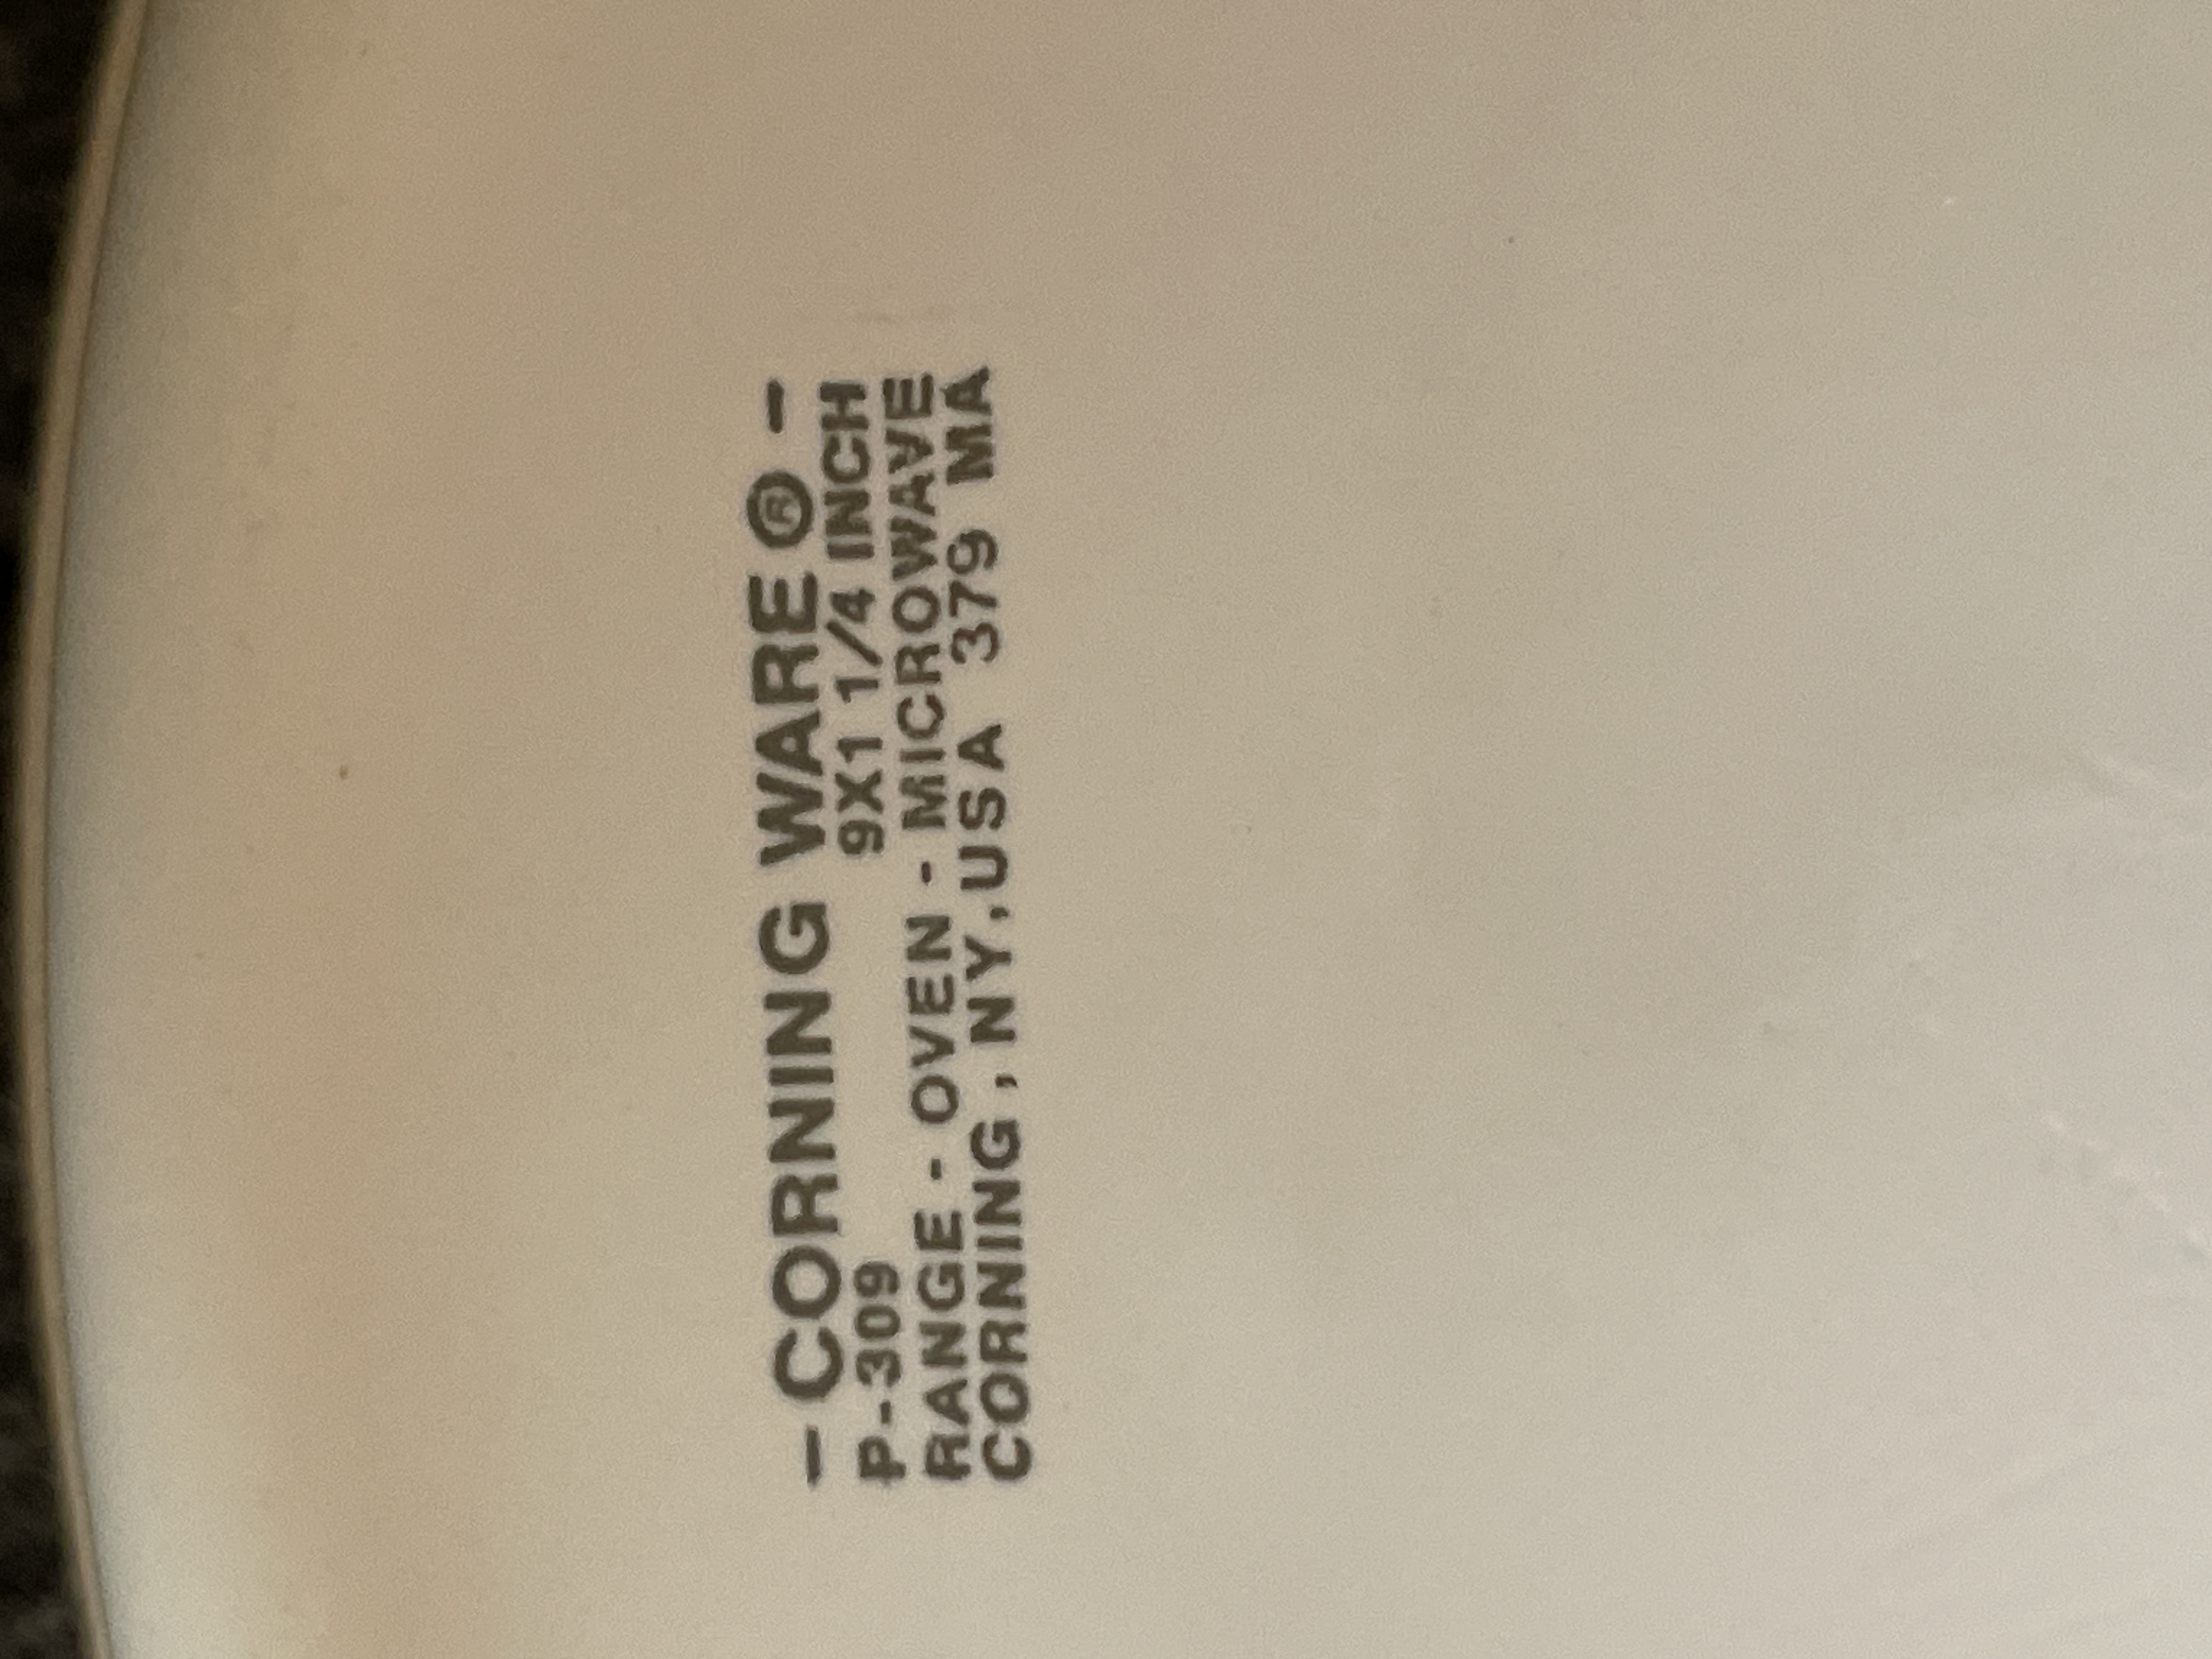 - CORNING WARE ® -
P-309 9X1 1/4 INCH
RANGE - OVEN - MICROWAVE
CORNING, NY, USA 379 MA